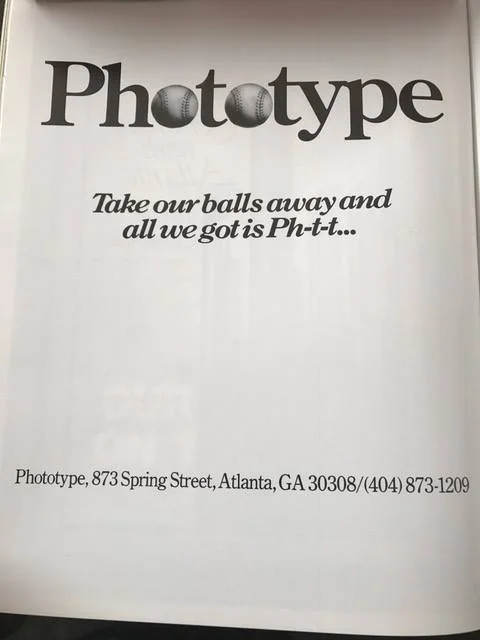 Phototype
Take our balls away and
all we got is Ph-t-t...
Phototype, 873 Spring Street, Atlanta, GA 30308/(404) 873-1209